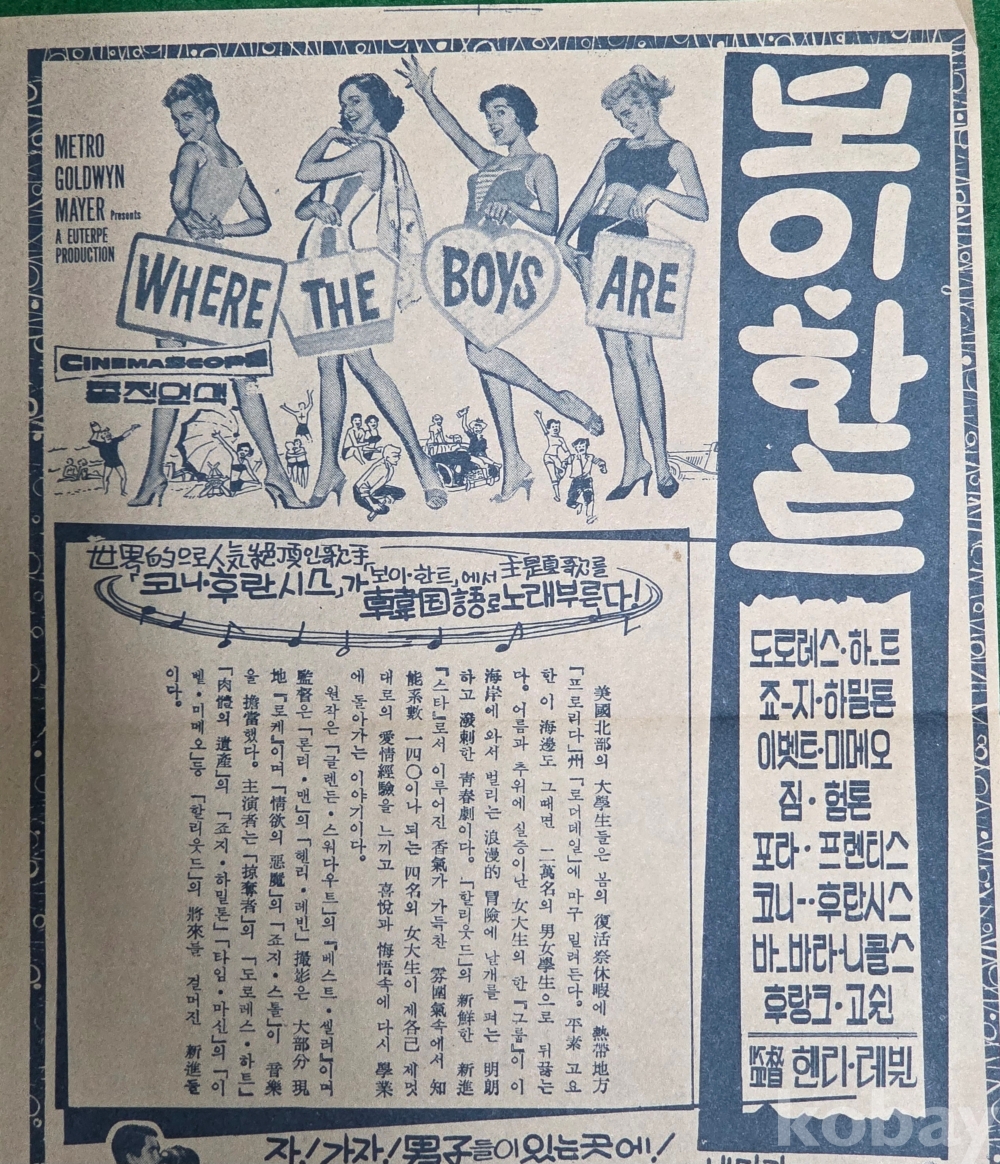 METRO
GOLDWYN
MAYER Presents
A EUTERPE
PRODUCTION
WHERE THE BOYS ARE
CINEMASCOPE
보이·한트
도로레스·하-트
죠-지·하밀톤
이벳트·미메오
짐·헡톤
포라·프렌티스
코니··후란시스
바-바라·니콜스
후랑크·고쉰
監督 헨리·레빈
世界的으로人気絕頂인歌手
「코니·후란시스」가「보이·한트」에서 主題歌를
韓国語로노래부른다!
美國北部의 大學生들은 봄의 復活祭休暇에 熱帶地方
『프로리다』州『로더데일』에 마구 밀려든다。平素 고요
한 이 海邊도 그때면 二萬名의 男女學生으로 뒤끓는
다。어름과 추위에 실증이난 女大生의 한『그룹』이 이
海岸에 와서 벌리는 浪漫的 冒險에 날개를 펴는 明朗
하고 潑剌한 靑春劇이다。『할리웃드』의 新鮮한 新進
『스타』로서 이루어진 香氣가 가득찬 雰圍氣속에서 知
能系數 一四〇이나 되는 四名의 女大生이 제各己 제멋
대로의 愛情經驗을 느끼고 喜悅과 悔悟속에 다시 學業
에 돌아가는 이야기이다。
원작은『글렌든·스워다우트』의『베스트·셀러』이며
監督은『론리·맨』의『헨리·레빈』撮影은 大部分 現
地『로케』이며『情欲의 惡魔』의『죠지·스톨』이 音樂
을 擔當했다。主演者는『掠奪者』의『도로레스·하트』
『肉體의 遺產』의『죠지·하밀톤』『타임·마신』의『이
벨·미메오』등『할리웃드』의 將來를 걸머진 新進들
이다。
자! 가자! 男子들이있는곳에!
kobay